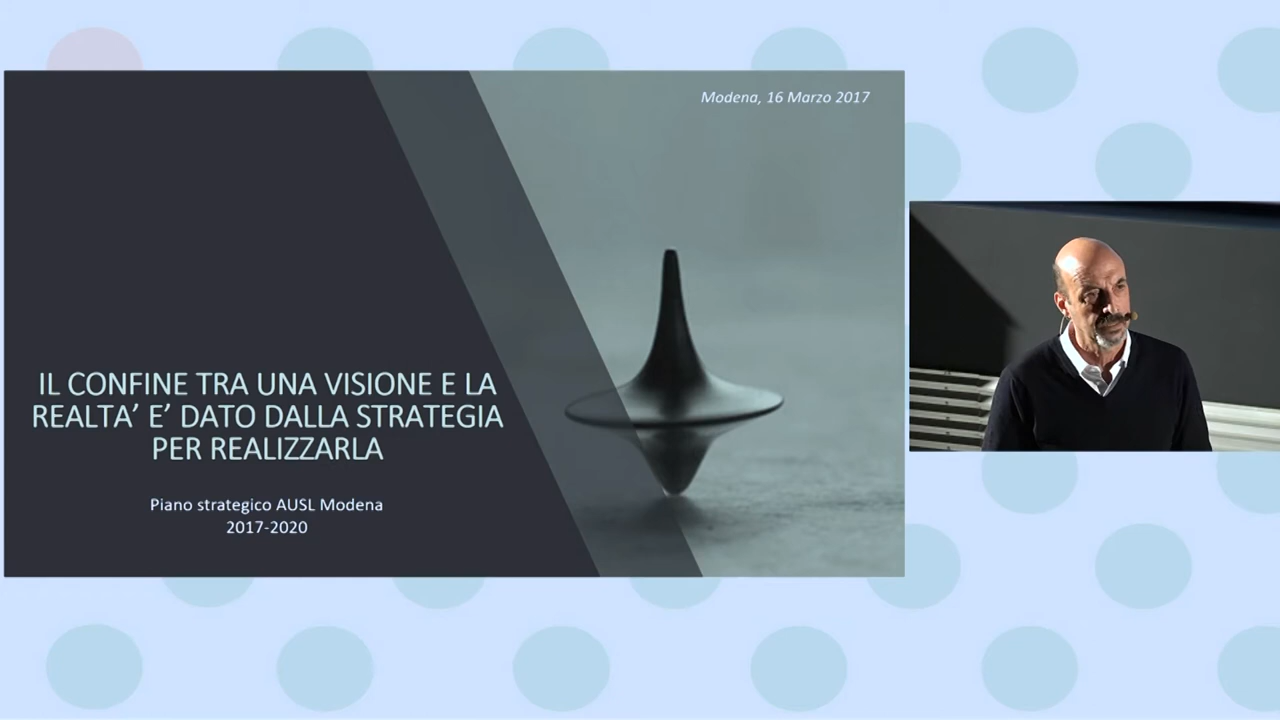 Modena, 16 Marzo 2017
IL CONFINE TRA UNA VISIONE E LA
REALTA’ E’ DATO DALLA STRATEGIA
PER REALIZZARLA
Piano strategico AUSL Modena
2017-2020